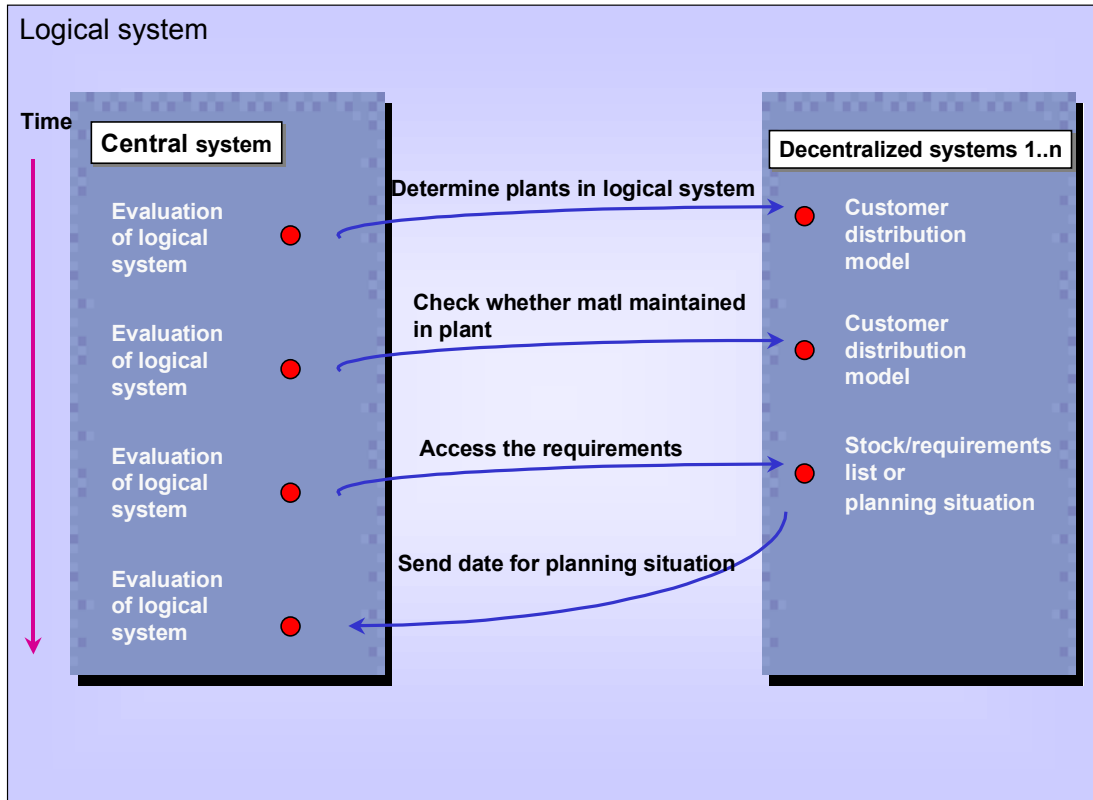 Logical system
Time
Central system
Decentralized systems 1..n
Determine plants in logical system
Evaluation
of logical
system
Customer
distribution
model
Check whether matl maintained
in plant
Evaluation
of logical
system
Customer
distribution
model
Access the requirements
Evaluation
of logical
system
Stock/requirements
list or
planning situation
Send date for planning situation
Evaluation
of logical
system